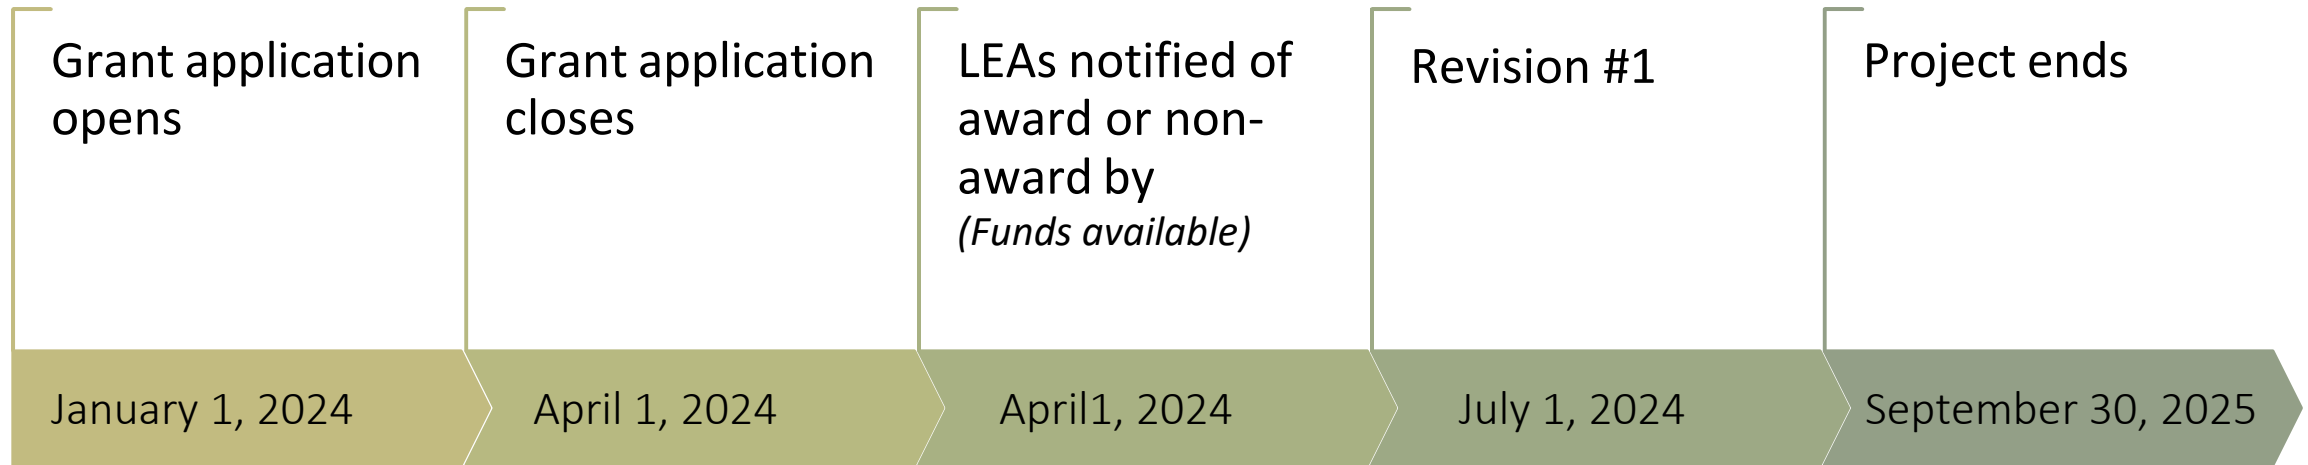 Grant application
opens
Grant application
closes
LEAs notified of
award or non-
award by
(Funds available)
Revision #1
Project ends
January 1, 2024
April 1, 2024
April1, 2024
July 1, 2024
September 30, 2025